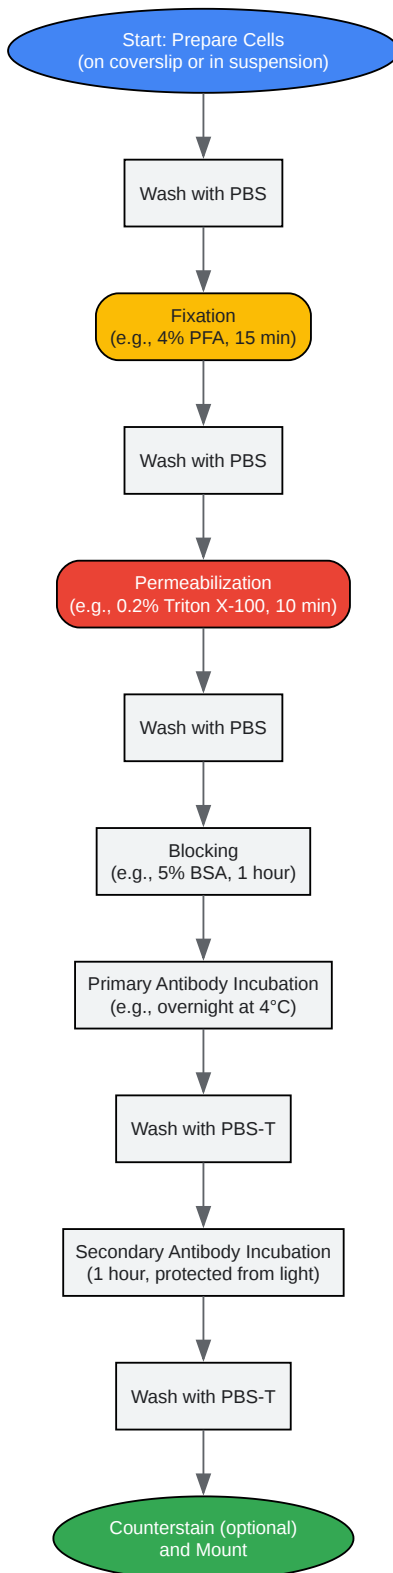 Start: Prepare Cells
(on coverslip or in suspension)
Wash with PBS
Fixation
(e.g., 4% PFA, 15 min)
Wash with PBS
Permeabilization
(e.g., 0.2% Triton X-100, 10 min)
Wash with PBS
Blocking
(e.g., 5% BSA, 1 hour)
Primary Antibody Incubation
(e.g., overnight at 4°C)
Wash with PBS-T
Secondary Antibody Incubation
(1 hour, protected from light)
Wash with PBS-T
Counterstain (optional)
and Mount